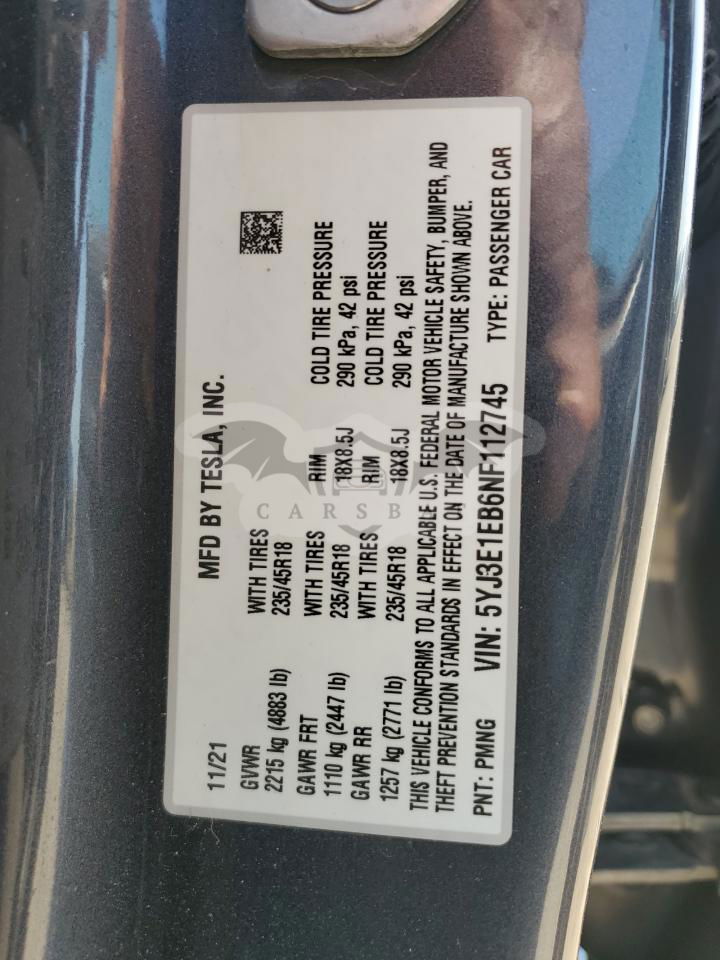 MFD BY TESLA, INC.
11/21
GVWR WITH TIRES
2215 kg (4883 lb) 235/45R18
GAWR FRT WITH TIRES RIM COLD TIRE PRESSURE
1110 kg (2447 lb) 235/45R18 18X8.5J 290 kPa, 42 psi
GAWR RR WITH TIRES RIM COLD TIRE PRESSURE
1257 kg (2771 lb) 235/45R18 18X8.5J 290 kPa, 42 psi
THIS VEHICLE CONFORMS TO ALL APPLICABLE U.S. FEDERAL MOTOR VEHICLE SAFETY, BUMPER, AND
THEFT PREVENTION STANDARDS IN EFFECT ON THE DATE OF MANUFACTURE SHOWN ABOVE.
PNT: PMNG VIN: 5YJ3E1EB6NF112745 TYPE: PASSENGER CAR